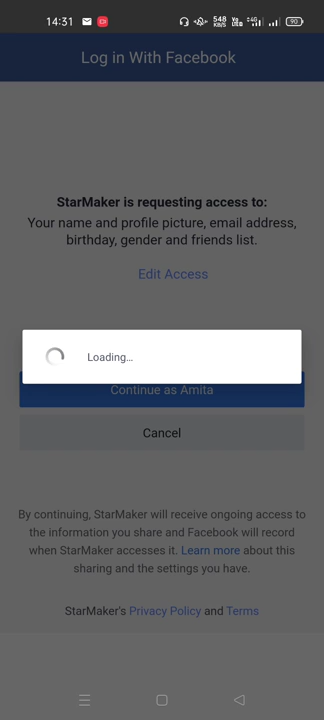 14:31 548 KB/S Vo LTE 4G 90
Log in With Facebook
StarMaker is requesting access to:
Your name and profile picture, email address,
birthday, gender and friends list.
Edit Access
Loading...
Continue as Amita
Cancel
By continuing, StarMaker will receive ongoing access to
the information you share and Facebook will record
when StarMaker accesses it. Learn more about this
sharing and the settings you have.
StarMaker's Privacy Policy and Terms